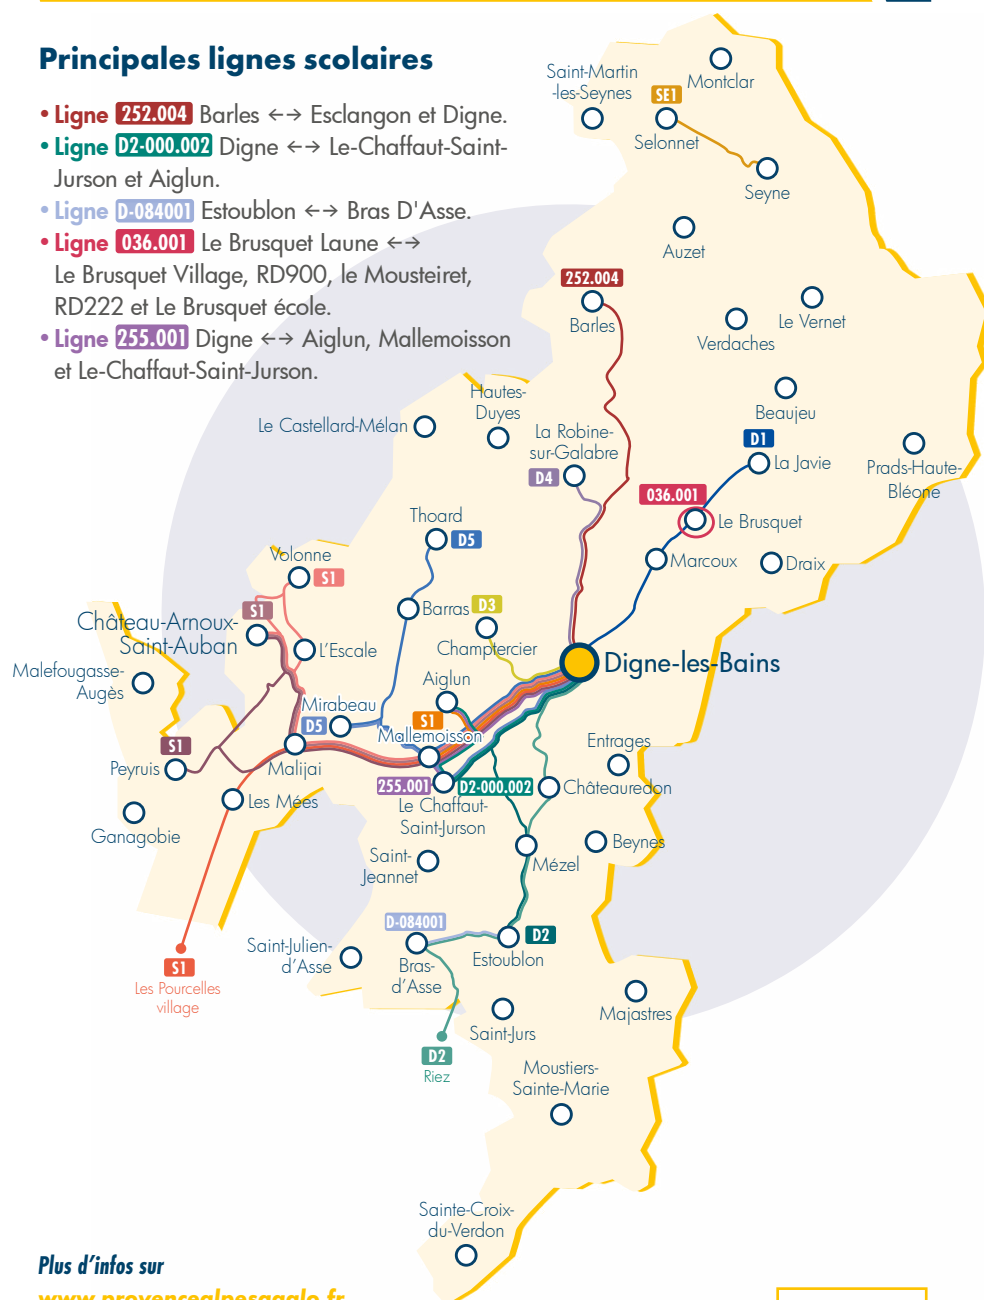 Principales lignes scolaires
• Ligne 252.004 Barles ←→ Esclangon et Digne.
• Ligne D2-000.002 Digne ←→ Le-Chaffaut-Saint-
Jurson et Aiglun.
• Ligne D-084001 Estoublon ←→ Bras D'Asse.
• Ligne 036.001 Le Brusquet Laune ←→
Le Brusquet Village, RD900, le Mousteiret,
RD222 et Le Brusquet école.
• Ligne 255.001 Digne ←→ Aiglun, Mallemoisson
et Le-Chaffaut-Saint-Jurson.
Saint-Martin
-les-Seynes
Montclar
SE1
Selonnet
Seyne
Auzet
252.004
Barles
Le Vernet
Verdaches
Hautes-
Duyes
Beaujeu
Le Castellard-Mélan
La Robine-
sur-Galabre
D4
D1
La Javie
Prads-Haute-
Bléone
036.001
Le Brusquet
Thoard
D5
Marcoux
Draix
Volonne
S1
S1
Château-Arnoux-
Saint-Auban
Barras
D3
Champtercier
L'Escale
Digne-les-Bains
Malefougasse-
Augès
Aiglun
Mirabeau
D5
S1
Mallemoisson
S1
Peyruis
Malijai
Entrages
255.001
D2-000.002
Châteauredon
Les Mées
Le Chaffaut-
Saint-Jurson
Ganagobie
Beynes
Saint-
Jeannet
Mézel
D-084001
D2
Estoublon
Saint-Julien-
d'Asse
Bras-
d'Asse
S1
Les Pourcelles
village
Majastres
Saint-Jurs
D2
Riez
Moustiers-
Sainte-Marie
Sainte-Croix-
du-Verdon
Plus d'infos sur
www.provencealpesagglo.fr